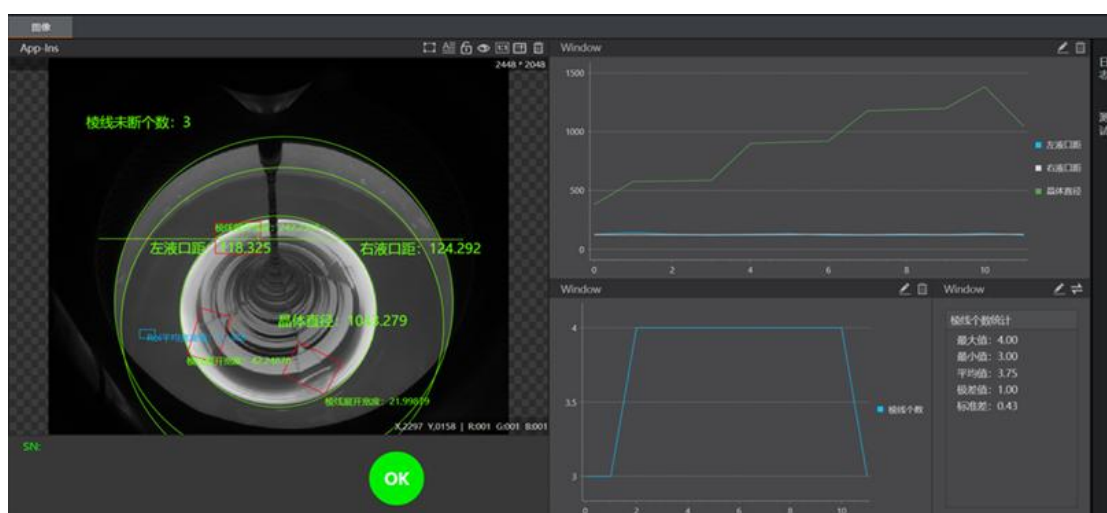 图像
App-Ins
2448 * 2048
棱线未断个数: 3
左液口距: 118.325
右液口距: 124.292
晶体直径: 1083.279
棱线展开宽度: 21.99819
X,2297 Y,0158 | R:001 G:001 B:001
SN:
OK
Window
1500
1000
500
0
0 2 4 6 8 10
左液口距
右液口距
晶体直径
Window
4
3.5
3
0 2 4 6 8 10
棱线个数
Window
棱线个数统计
最大值: 4.00
最小值: 3.00
平均值: 3.75
极差值: 1.00
标准差: 0.43
日志
测试